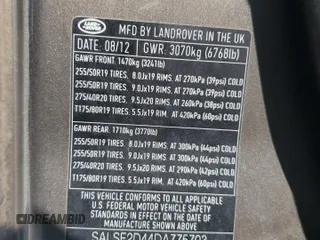 LAND ROVER
MFD BY LANDROVER IN THE UK
DATE: 08/12 GWR: 3070kg (6768lb)
GAWR FRONT: 1470kg (3241lb)
255/50R19 TIRES, 8.0Jx19 RIMS, AT 270kPa (39psi) COLD
255/50R19 TIRES, 9.0Jx19 RIMS, AT 270kPa (39psi) COLD
275/40R20 TIRES, 9.5Jx20 RIMS, AT 260kPa (38psi) COLD
T175/80R19 TIRES, 5.5Jx19 RIM, AT 420kPa (60psi) COLD
GAWR REAR: 1710kg (3770lb)
255/50R19 TIRES, 8.0Jx19 RIMS, AT 300kPa (44psi) COLD
255/50R19 TIRES, 9.0Jx19 RIMS, AT 300kPa (44psi) COLD
275/40R20 TIRES, 9.5Jx20 RIMS, AT 290kPa (42psi) COLD
T175/80R19 TIRES, 5.5Jx19 RIM, AT 420kPa (60psi) COLD
THIS VEHICLE CONFORMS TO ALL APPLICABLE
U.S. FEDERAL MOTOR VEHICLE SAFETY AND
THEFT PREVENTION STANDARDS IN EFFECT
ON THE DATE OF MANUFACTURE SHOWN
ABOVE